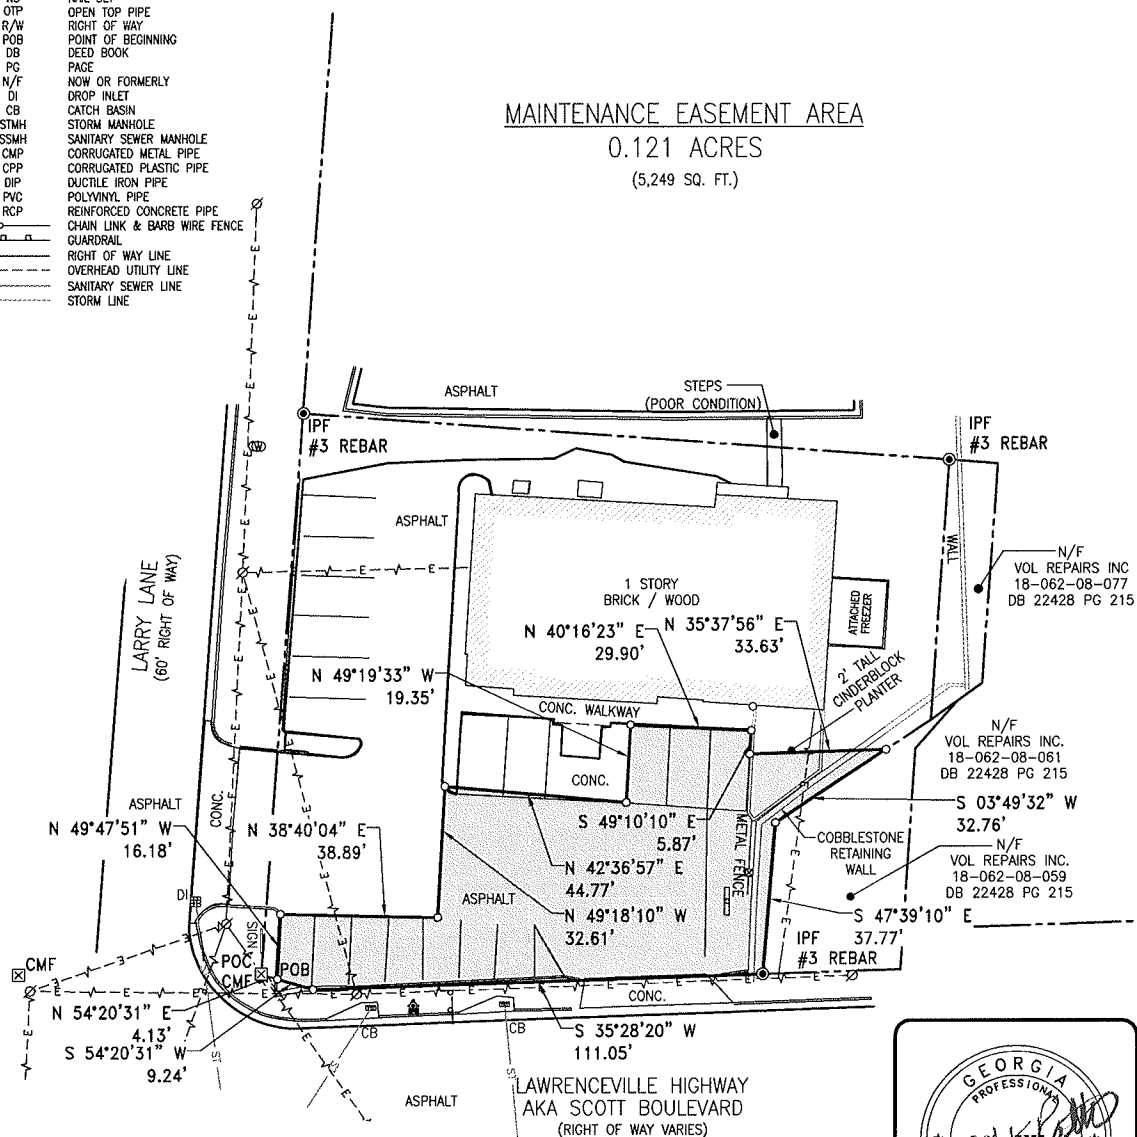 OTP OPEN TOP PIPE
R/W RIGHT OF WAY
POB POINT OF BEGINNING
DB DEED BOOK
PG PAGE
N/F NOW OR FORMERLY
DI DROP INLET
CB CATCH BASIN
STMH STORM MANHOLE
SSMH SANITARY SEWER MANHOLE
CMP CORRUGATED METAL PIPE
CPP CORRUGATED PLASTIC PIPE
DIP DUCTILE IRON PIPE
PVC POLYVINYL PIPE
RCP REINFORCED CONCRETE PIPE
CHAIN LINK & BARB WIRE FENCE
GUARDRAIL
RIGHT OF WAY LINE
OVERHEAD UTILITY LINE
SANITARY SEWER LINE
STORM LINE
MAINTENANCE EASEMENT AREA
0.121 ACRES
(5,249 SQ. FT.)
ASPHALT
STEPS
(POOR CONDITION)
IPF
#3 REBAR
IPF
#3 REBAR
ASPHALT
WALL
N/F
VOL REPAIRS INC
18-062-08-077
DB 22428 PG 215
LARRY LANE
(60' RIGHT OF WAY)
1 STORY
BRICK / WOOD
ATTACHED
FREEZER
N 40°16'23" E
29.90'
N 35°37'56" E
33.63'
N 49°19'33" W
19.35'
2' TALL
CINDERBLOCK
PLANTER
CONC. WALKWAY
CONC.
N/F
VOL REPAIRS INC.
18-062-08-061
DB 22428 PG 215
ASPHALT
CONC.
N 49°47'51" W
16.18'
N 38°40'04" E
38.89'
S 49°10'10" E
5.87'
METAL FENCE
S 03°49'32" W
32.76'
COBBLESTONE
RETAINING
WALL
N/F
VOL REPAIRS INC.
18-062-08-059
DB 22428 PG 215
N 42°36'57" E
44.77'
ASPHALT
N 49°18'10" W
32.61'
S 47°39'10" E
37.77'
DI
SIGN
IPF
#3 REBAR
CMF
POC
CMF
POB
CONC.
N 54°20'31" E
4.13'
S 54°20'31" W
9.24'
CB
CB
S 35°28'20" W
111.05'
ST
ST
ASPHALT
LAWRENCEVILLE HIGHWAY
AKA SCOTT BOULEVARD
(RIGHT OF WAY VARIES)
GEORGIA
PROFESSIONAL